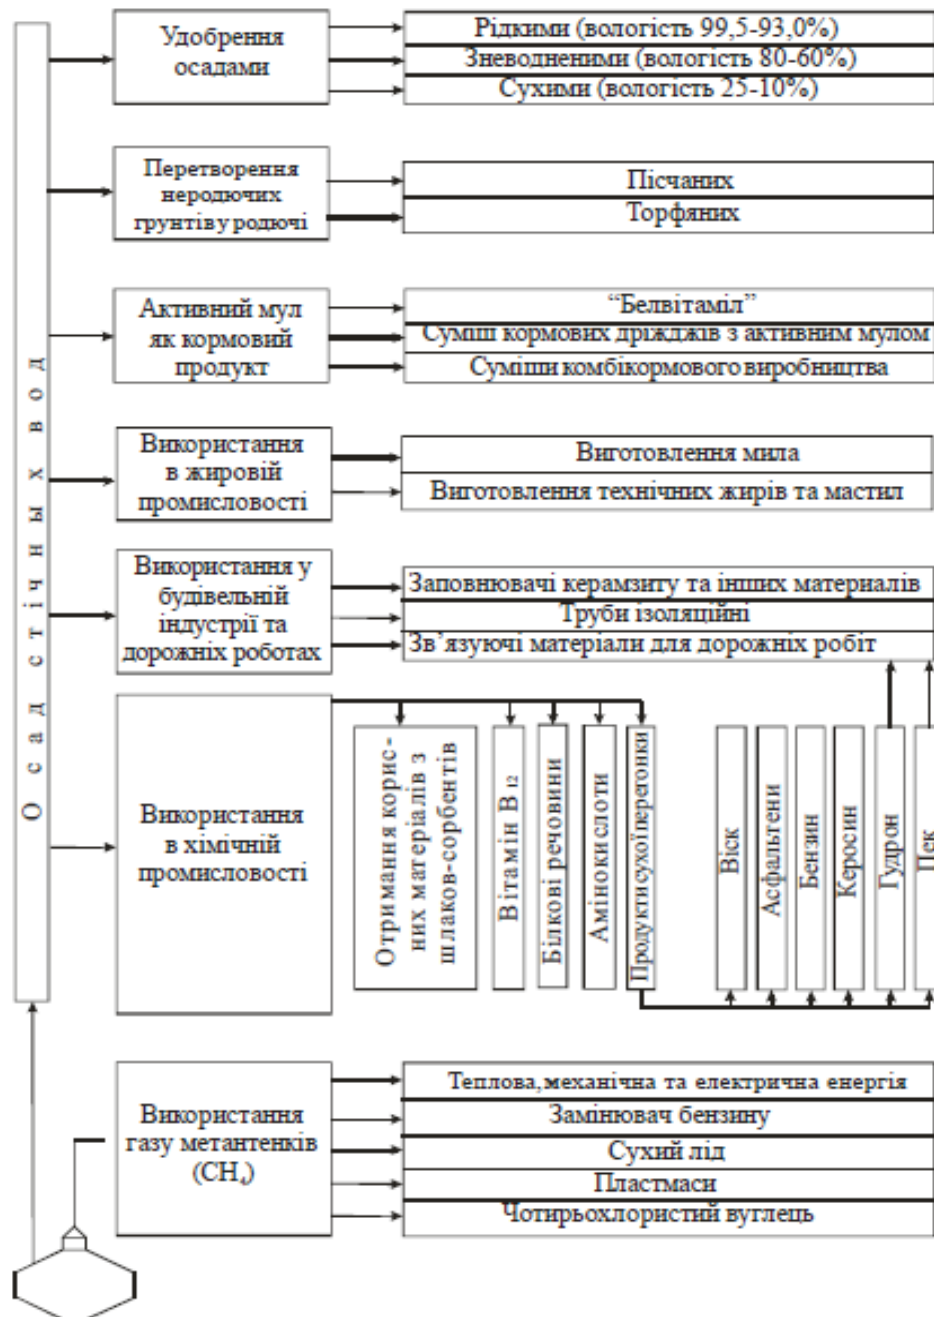 Осад стічных вод
Удобрення
осадами
Рідкими (вологість 99,5-93,0%)
Зневодненими (вологість 80-60%)
Сухими (вологість 25-10%)
Перетворення
неродючих
грунтів у родючі
Пісчаних
Торфяних
Активний мул
як кормовий
продукт
“Белвітаміл”
Суміш кормових дріжджів з активним мулом
Суміши комбікормового виробництва
Використання
в жировій
промисловості
Виготовлення мила
Виготовлення технічних жирів та мастил
Використання у
будівельній
індустрії та
дорожніх роботах
Заповнювачі керамзиту та інших материалів
Труби ізоляційні
Зв’язуючі матеріали для дорожніх робіт
Використання
в хімічній
промисловості
Отримання корис-
них матеріалів з
шлаков-сорбентів
Вітамін В 12
Білкові речовини
Амінокислоти
Продукти сухої перегонки
Віск
Асфальтени
Бензин
Керосин
Гудрон
Пек
Використання
газу метантенків
(CH4)
Теплова, механічна та електрична енергія
Замінювач бензину
Сухий лід
Пластмаси
Чотирьохлористий вуглець